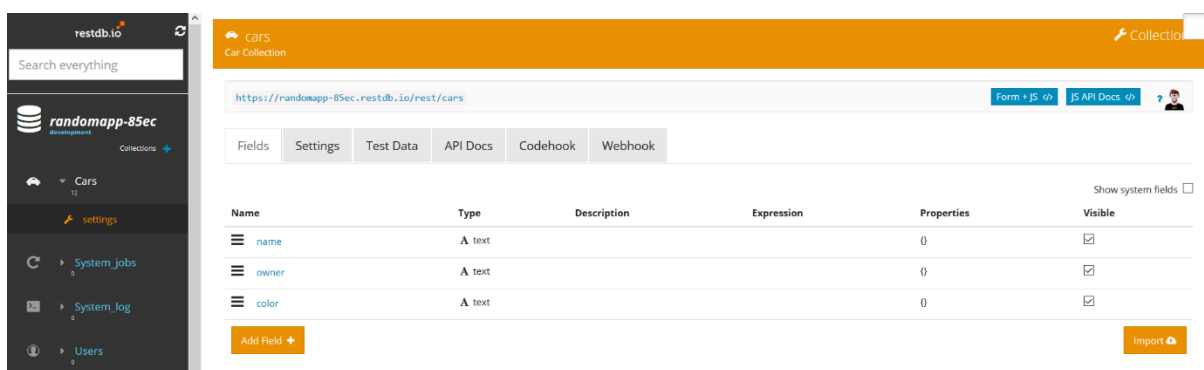 restdb.io
Search everything
randomapp-85ec
development
Collections
Cars
12
settings
System_jobs
0
System_log
0
Users
0
cars
Car Collection
Collection
https://randomapp-85ec.restdb.io/rest/cars
Form + JS </>
JS API Docs </>
?
Fields Settings Test Data API Docs Codehook Webhook
Show system fields
Name Type Description Expression Properties Visible
name A text {}
owner A text {}
color A text {}
Add Field
Import